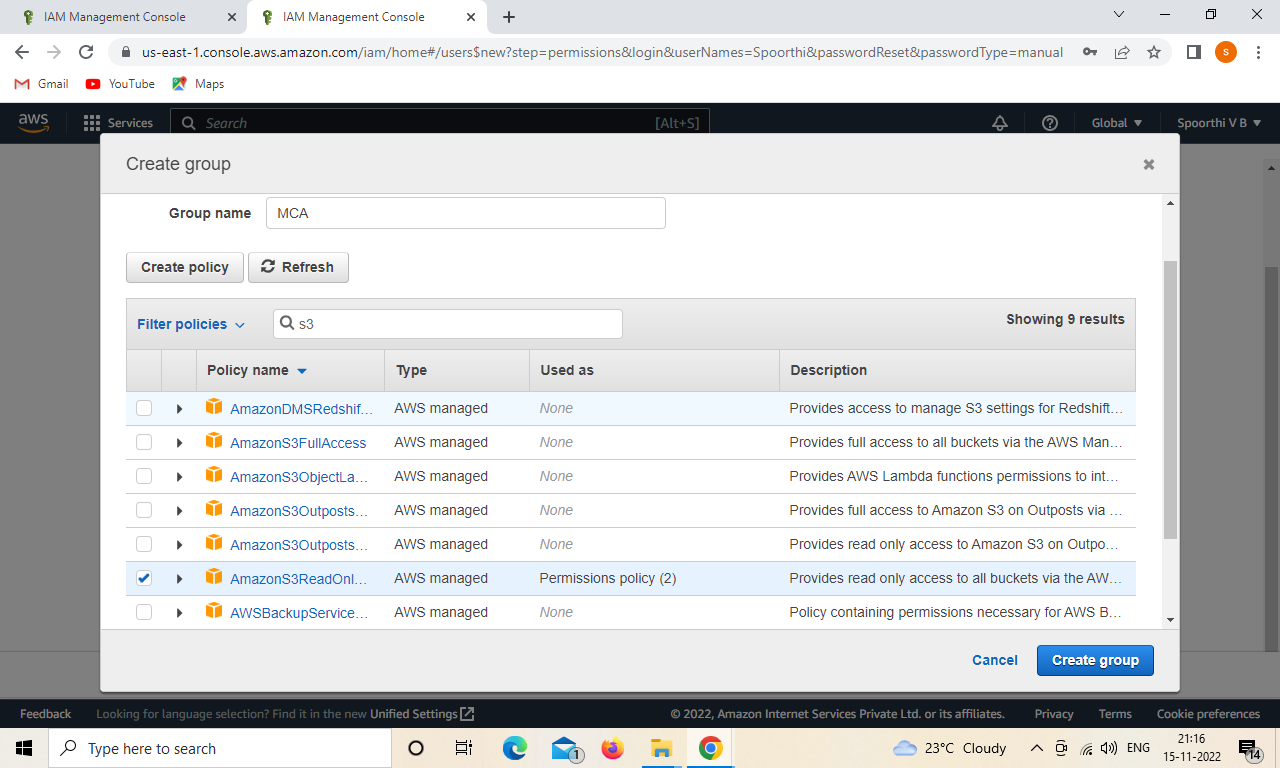 IAM Management Console
IAM Management Console
us-east-1.console.aws.amazon.com/iam/home#/users$new?step=permissions&login&userNames=Spoorthi&passwordReset&passwordType=manual
S
Gmail
YouTube
Maps
aws
Services
Search
[Alt+S]
Global
Spoorthi V B
Create group
Group name
MCA
Create policy
Refresh
Filter policies
s3
Showing 9 results
Policy name
Type
Used as
Description
AmazonDMSRedshif... AWS managed None Provides access to manage S3 settings for Redshift...
AmazonS3FullAccess AWS managed None Provides full access to all buckets via the AWS Man...
AmazonS3ObjectLa... AWS managed None Provides AWS Lambda functions permissions to int...
AmazonS3Outposts... AWS managed None Provides full access to Amazon S3 on Outposts via ...
AmazonS3Outposts... AWS managed None Provides read only access to Amazon S3 on Outpo...
AmazonS3ReadOnl... AWS managed Permissions policy (2) Provides read only access to all buckets via the AW...
AWSBackupService... AWS managed None Policy containing permissions necessary for AWS B...
Cancel
Create group
Feedback
Looking for language selection? Find it in the new Unified Settings
© 2022, Amazon Internet Services Private Ltd. or its affiliates.
Privacy
Terms
Cookie preferences
Type here to search
1
23°C Cloudy
ENG
21:16
15-11-2022
14